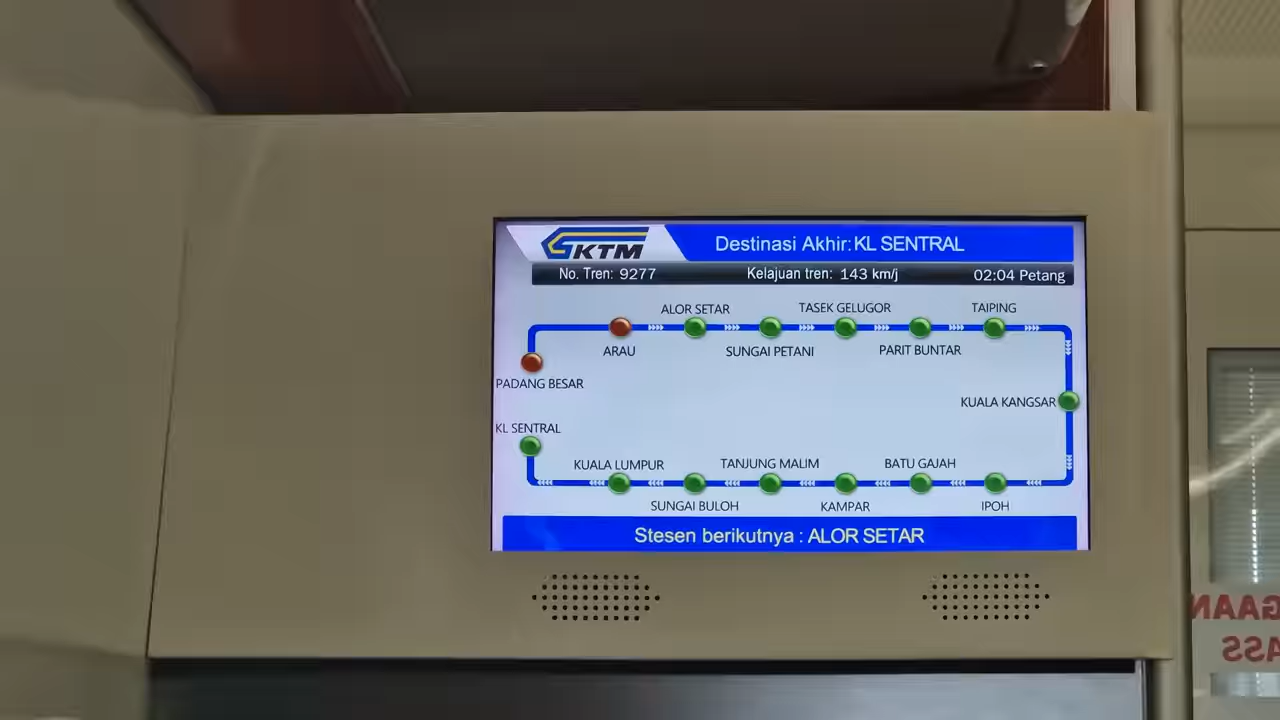 KTM
Destinasi Akhir: KL SENTRAL
No. Tren: 9277 Kelajuan tren: 143 km/j 02:04 Petang
ALOR SETAR TASEK GELUGOR TAIPING
ARAU SUNGAI PETANI PARIT BUNTAR
PADANG BESAR
KUALA KANGSAR
KL SENTRAL
KUALA LUMPUR TANJUNG MALIM BATU GAJAH
SUNGAI BULOH KAMPAR IPOH
Stesen berikutnya : ALOR SETAR